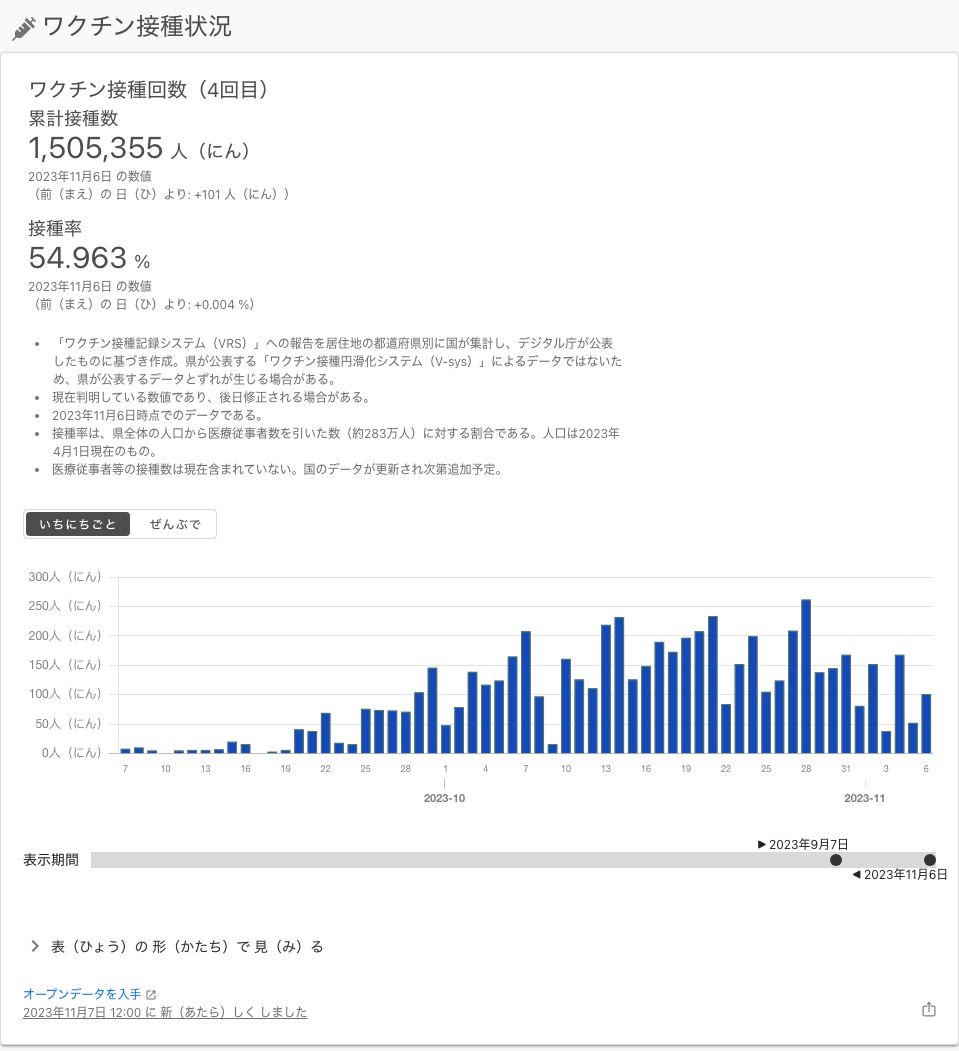 ワクチン接種状況
ワクチン接種回数（4回目）
累計接種数
1,505,355 人（にん）
2023年11月6日 の数値
（前（まえ）の 日（ひ）より: +101 人（にん））
接種率
54.963 %
2023年11月6日 の数値
（前（まえ）の 日（ひ）より: +0.004 %）
• 「ワクチン接種記録システム（VRS）」への報告を居住地の都道府県別に国が集計し、デジタル庁が公表
したものに基づき作成。県が公表する「ワクチン接種円滑化システム（V-sys）」によるデータではないた
め、県が公表するデータとずれが生じる場合がある。
• 現在判明している数値であり、後日修正される場合がある。
• 2023年11月6日時点でのデータである。
• 接種率は、県全体の人口から医療従事者数を引いた数（約283万人）に対する割合である。人口は2023年
4月1日現在のもの。
• 医療従事者等の接種数は現在含まれていない。国のデータが更新され次第追加予定。
いちにちごと ぜんぶで
300人（にん）
250人（にん）
200人（にん）
150人（にん）
100人（にん）
50人（にん）
0人（にん）
7 10 13 16 19 22 25 28 1 4 7 10 13 16 19 22 25 28 31 3 6
2023-10 2023-11
▶ 2023年9月7日
表示期間
◀ 2023年11月6日
表（ひょう）の 形（かたち）で 見（み）る
オープンデータを入手
2023年11月7日 12:00 に 新（あたら）しく しました